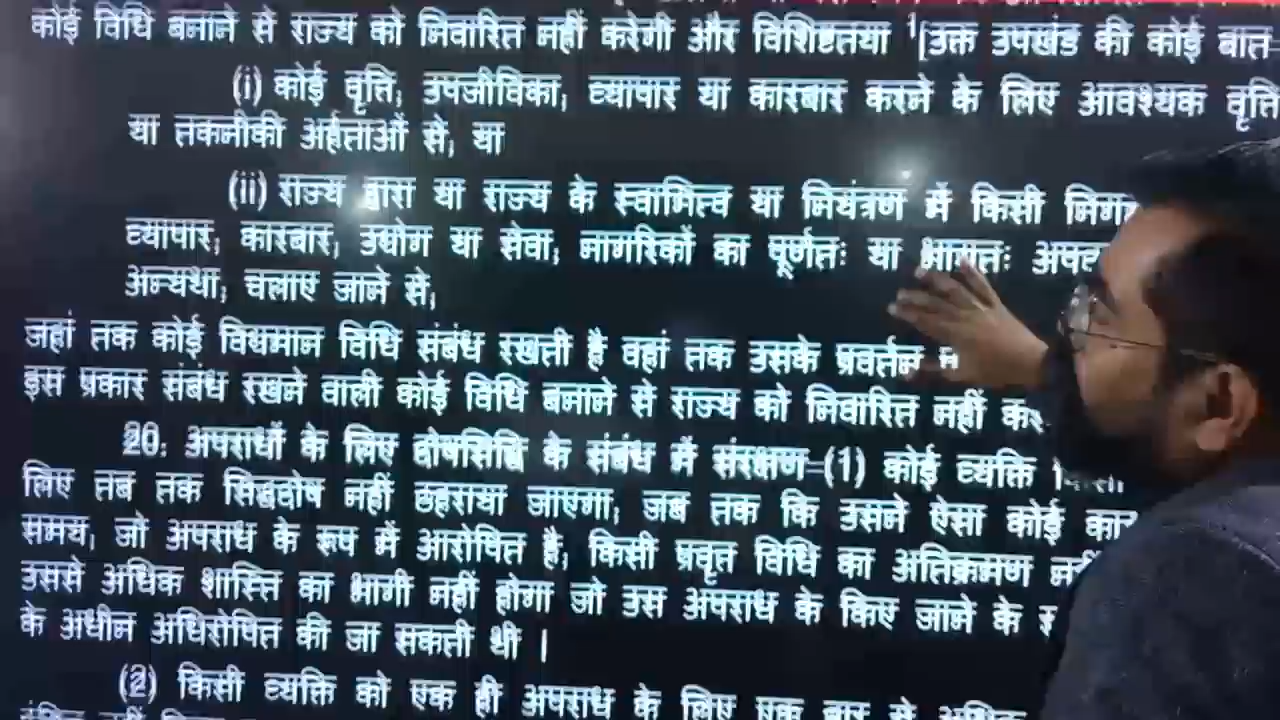 कोई विधि बनाने से राज्य को निवारित नहीं करेगी और विशिष्टतया ¹[उक्त उपखंड की कोई बात
(i) कोई वृत्ति, उपजीविका, व्यापार या कारबार करने के लिए आवश्यक वृत्ति
या तकनीकी अर्हताओं से, या
(ii) राज्य द्वारा या राज्य के स्वामित्व या नियंत्रण में किसी
व्यापार, कारबार, उद्योग या सेवा, नागरिकों का पूर्णतः या भागतः
अन्यथा, चलाए जाने से,
जहां तक कोई विद्यमान विधि संबंध रखती है वहां तक उसके प्रवर्तन
इस प्रकार संबंध रखने वाली कोई विधि बनाने से राज्य को निवारित नहीं
20. अपराधों के लिए दोषसिद्धि के संबंध में संरक्षण–(1) कोई व्यक्ति
लिए तब तक सिद्धदोष नहीं ठहराया जाएगा, जब तक कि उसने ऐसा कोई
समय, जो अपराध के रूप में आरोपित है, किसी प्रवृत विधि का अतिक्रमण
उससे अधिक शास्ति का भागी नहीं होगा जो उस अपराध के किए जाने के
के अधीन अधिरोपित की जा सकती थी ।
(2) किसी व्यक्ति को एक ही अपराध के लिए एक बार से अधिक